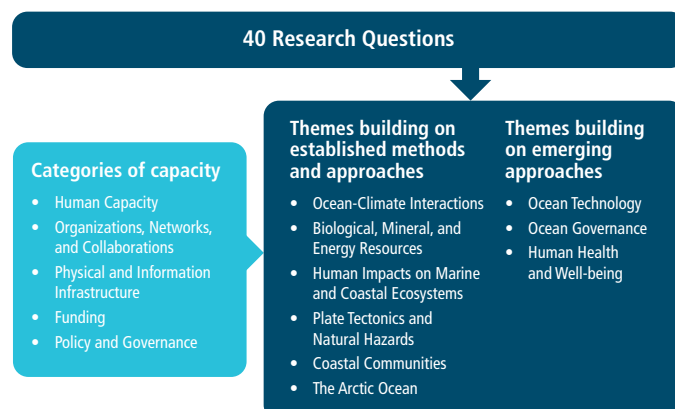 40 Research Questions
Categories of capacity
• Human Capacity
• Organizations, Networks,
and Collaborations
• Physical and Information
Infrastructure
• Funding
• Policy and Governance
Themes building on
established methods
and approaches
• Ocean-Climate Interactions
• Biological, Mineral, and
Energy Resources
• Human Impacts on Marine
and Coastal Ecosystems
• Plate Tectonics and
Natural Hazards
• Coastal Communities
• The Arctic Ocean
Themes building
on emerging
approaches
• Ocean Technology
• Ocean Governance
• Human Health
and Well-being